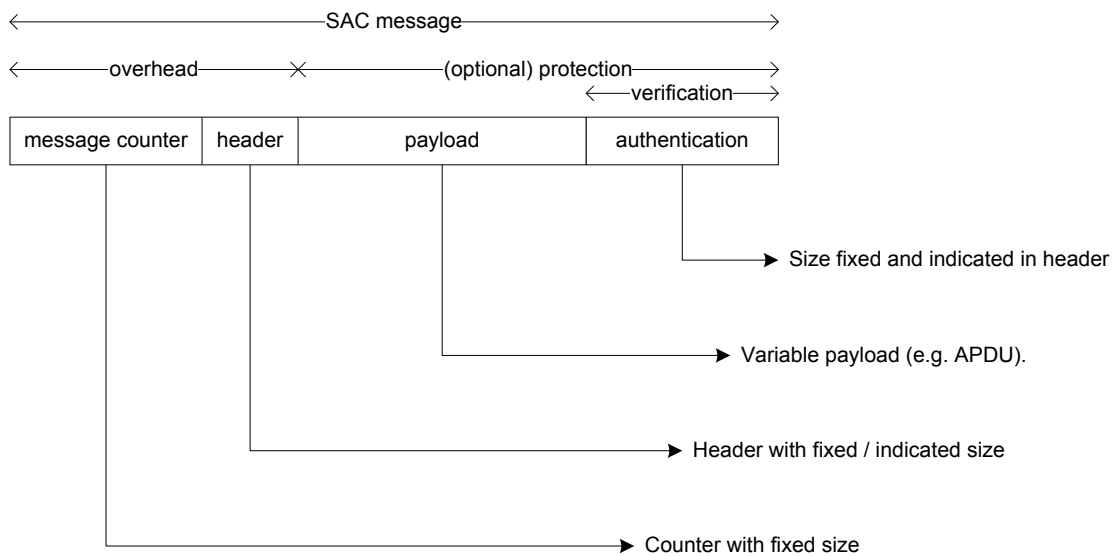 SAC message
overhead
(optional) protection
verification
message counter
header
payload
authentication
Size fixed and indicated in header
Variable payload (e.g. APDU).
Header with fixed / indicated size
Counter with fixed size